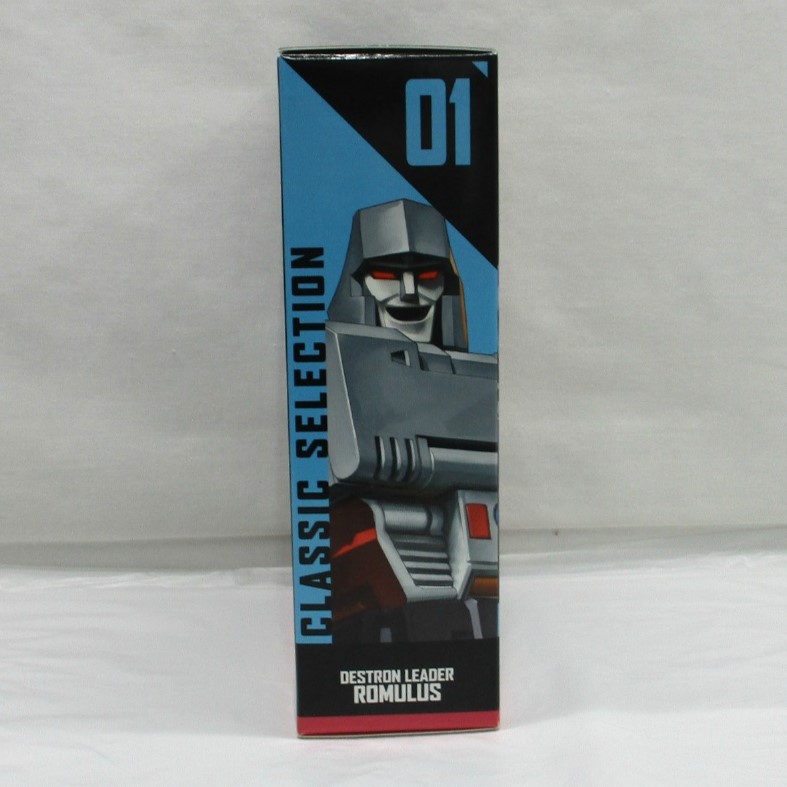 01
CLASSIC SELECTION
DESTRON LEADER
ROMULUS